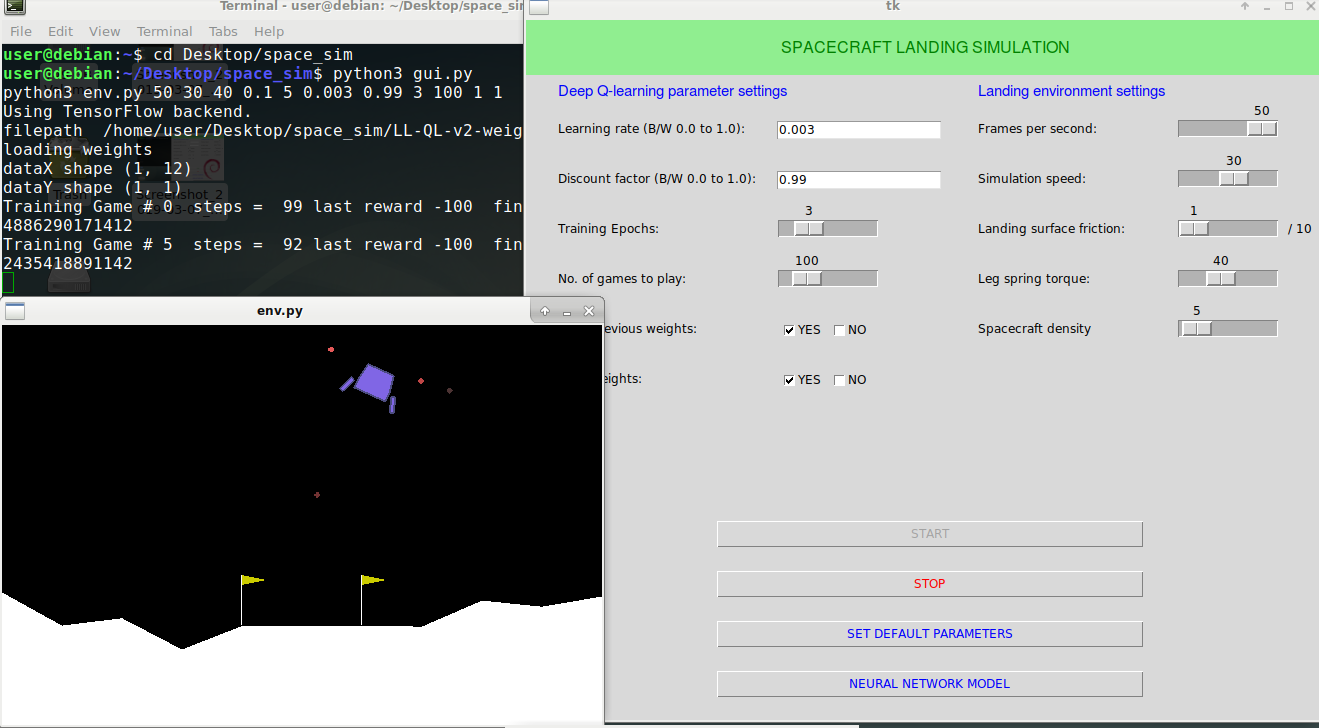 Terminal - user@debian: ~/Desktop/space_sim
File Edit View Terminal Tabs Help
user@debian:~$ cd Desktop/space_sim
user@debian:~/Desktop/space_sim$ python3 gui.py
python3 env.py 50 30 40 0.1 5 0.003 0.99 3 100 1 1
Using TensorFlow backend.
filepath /home/user/Desktop/space_sim/LL-QL-v2-weig
loading weights
dataX shape (1, 12)
dataY shape (1, 1)
Training Game # 0 steps = 99 last reward -100 fin
4886290171412
Training Game # 5 steps = 92 last reward -100 fin
2435418891142
env.py
tk
SPACECRAFT LANDING SIMULATION
Deep Q-learning parameter settings
Learning rate (B/W 0.0 to 1.0): 0.003
Discount factor (B/W 0.0 to 1.0): 0.99
3
Training Epochs:
100
No. of games to play:
evious weights: YES NO
eights: YES NO
Landing environment settings
50
Frames per second:
30
Simulation speed:
1
Landing surface friction: / 10
40
Leg spring torque:
5
Spacecraft density
START
STOP
SET DEFAULT PARAMETERS
NEURAL NETWORK MODEL